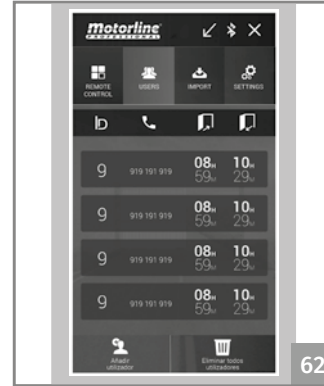 motorline
PROFESSIONAL
REMOTE CONTROL
USERS
IMPORT
SETTINGS
ID
9 919 191 919 08H 59M 10H 29M
9 919 191 919 08H 59M 10H 29M
9 919 191 919 08H 59M 10H 29M
9 919 191 919 08H 59M 10H 29M
Añadir utilizador
Eliminar todos utilizadores
62